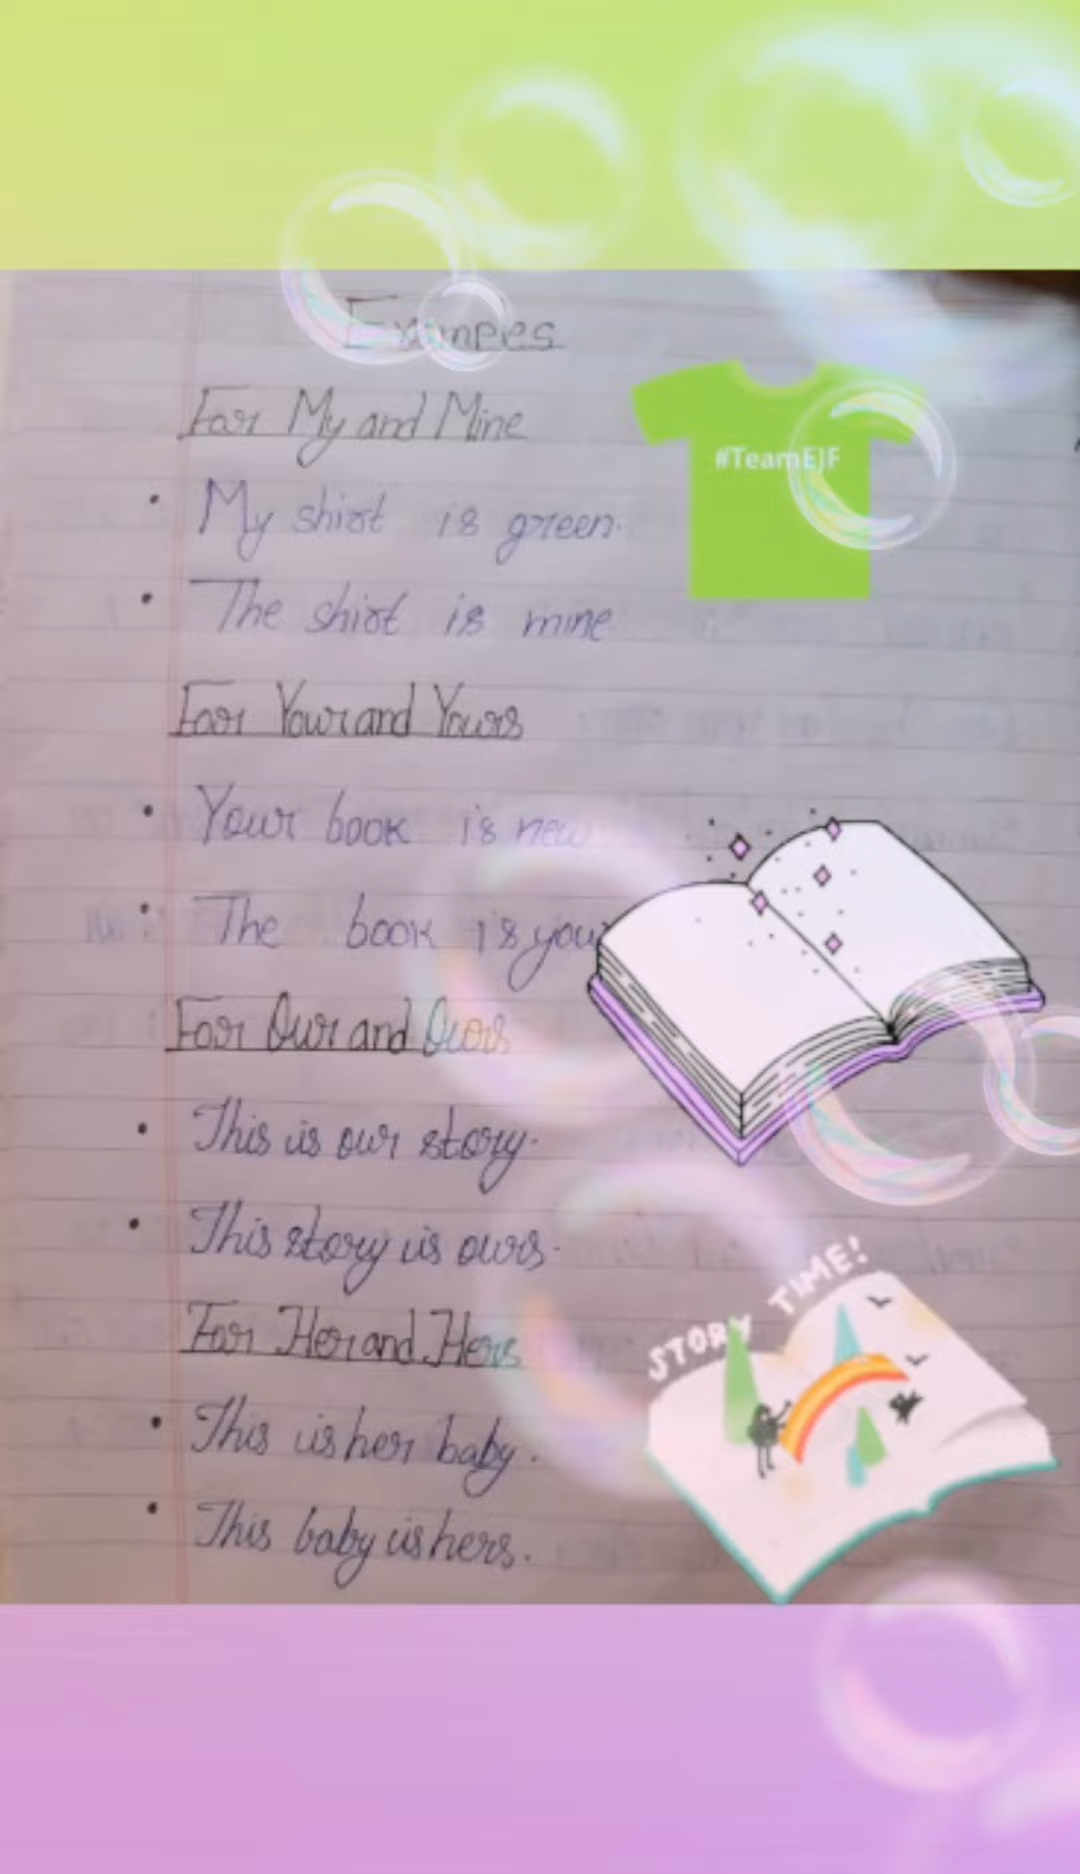 Examples
For My and Mine
• My shirt is green.
#TeamEJF
• The shirt is mine
For Your and Yours
• Your book is new
• The book is your
For Our and Ours
• This is our story.
• This story is ours.
STORY TIME!
For Her and Hers
• This is her baby.
• This baby is hers.